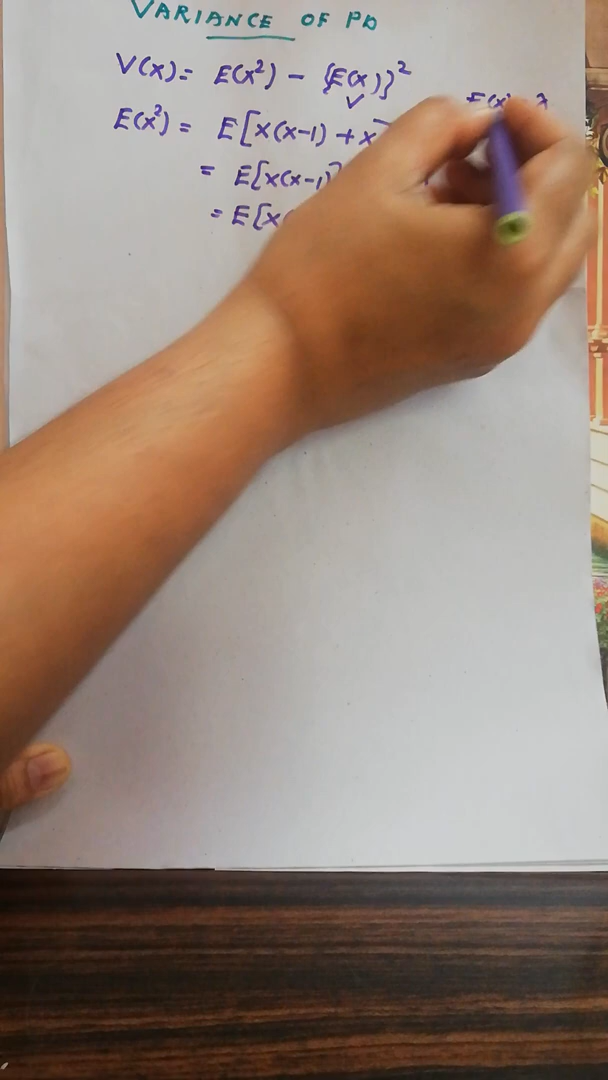 VARIANCE OF PD
V(x) = E(x²) - {E(x)}²
E(x²) = E[x(x-1) + x
= E[x(x-1)
= E[x(